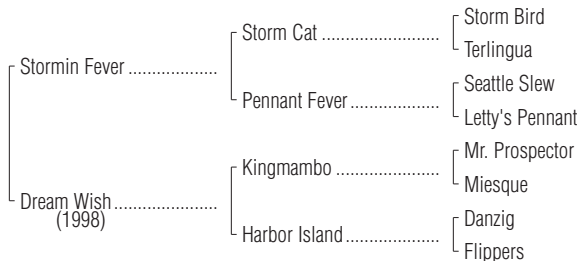 Storm Bird
Storm Cat ........................
Terlingua
Stormin Fever ..................
Seattle Slew
Pennant Fever ..................
Letty's Pennant
Mr. Prospector
Kingmambo .....................
Miesque
Dream Wish .....................
(1998)
Danzig
Harbor Island ...................
Flippers